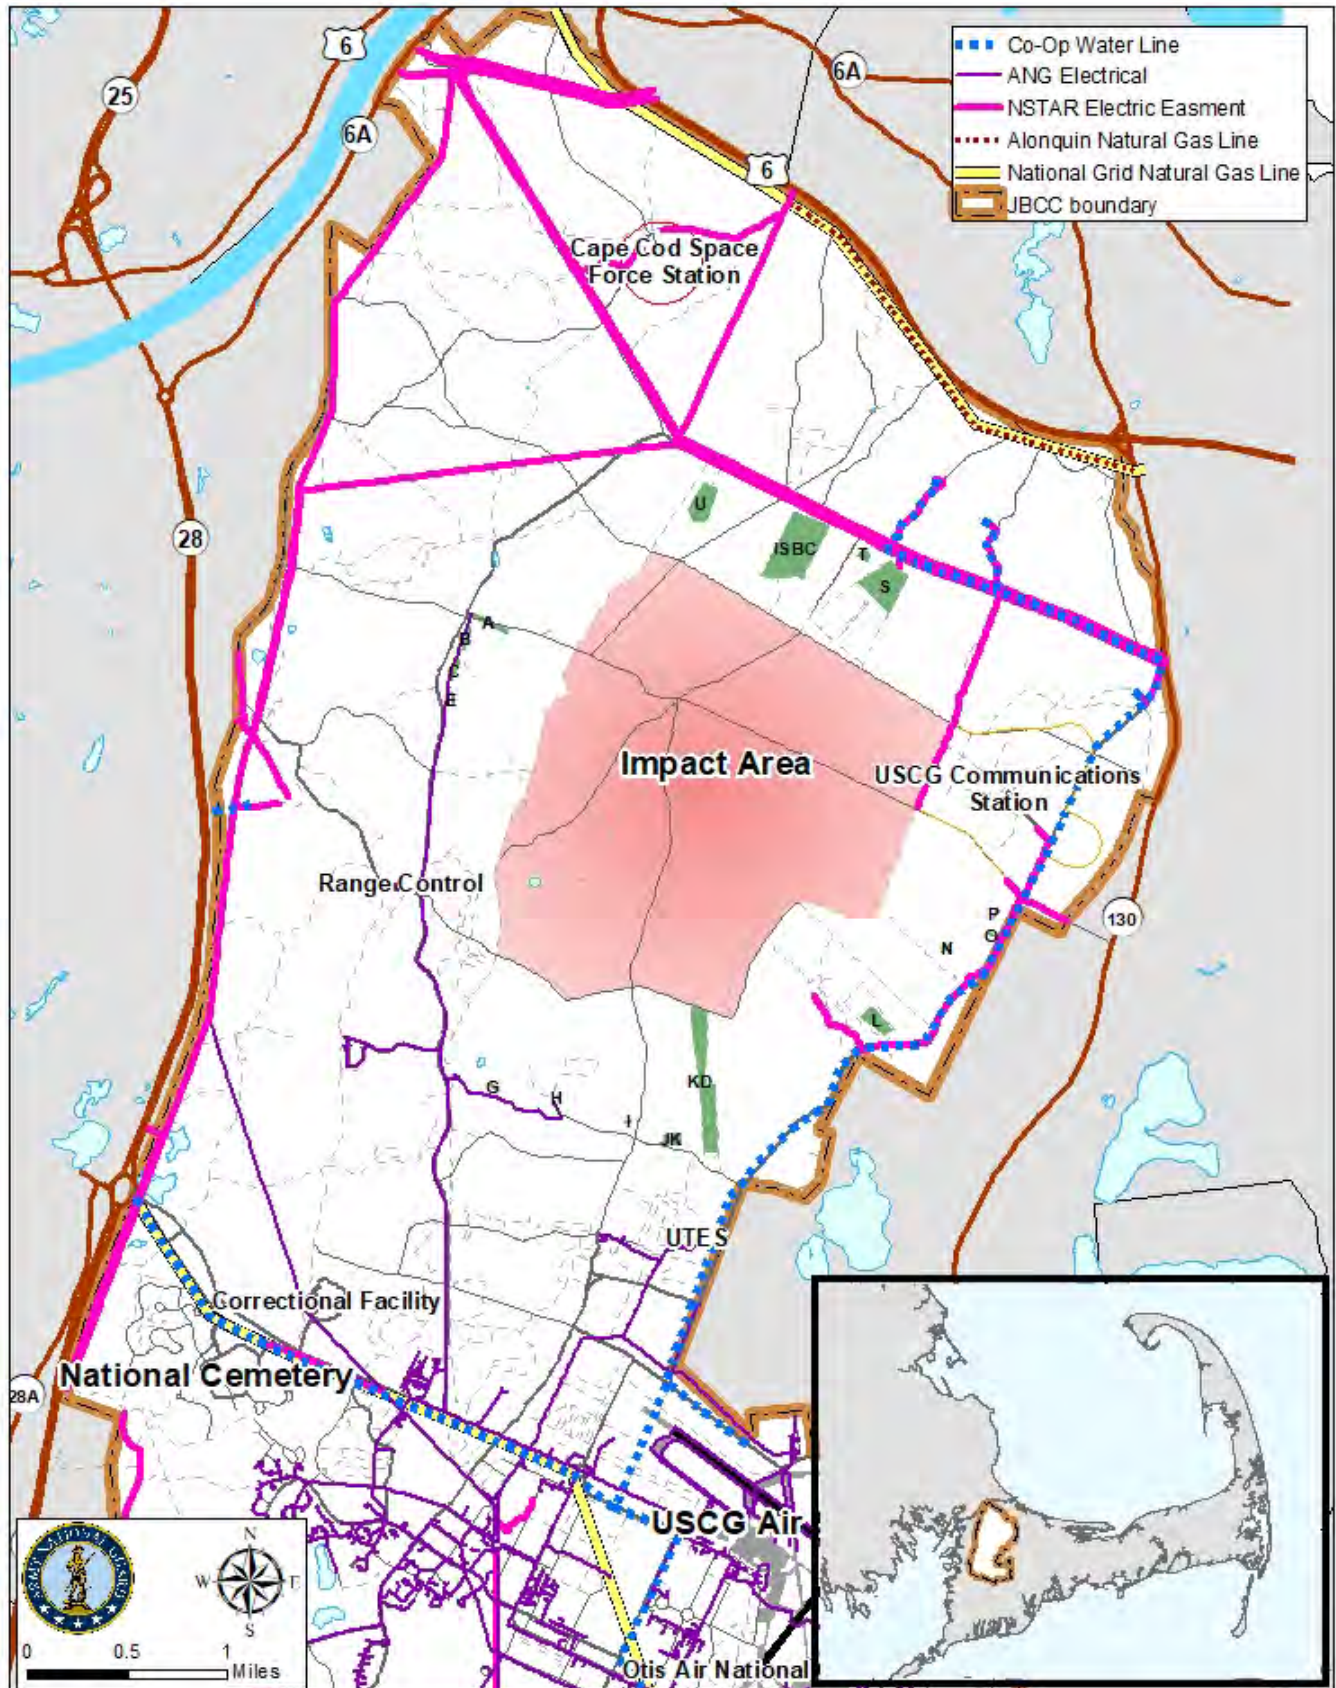 6
25
6A
6A
6
Co-Op Water Line
ANG Electrical
NSTAR Electric Easment
Alonquin Natural Gas Line
National Grid Natural Gas Line
JBCC boundary
Cape Cod Space
Force Station
28
U
ISBC
T
S
A
B
C
E
Impact Area
USCG Communications
Station
Range Control
P
O
N
130
L
KD
G
H
I
JK
UTES
Correctional Facility
National Cemetery
28A
USCG Air
Otis Air National
N
W
E
S
0
0.5
1
Miles